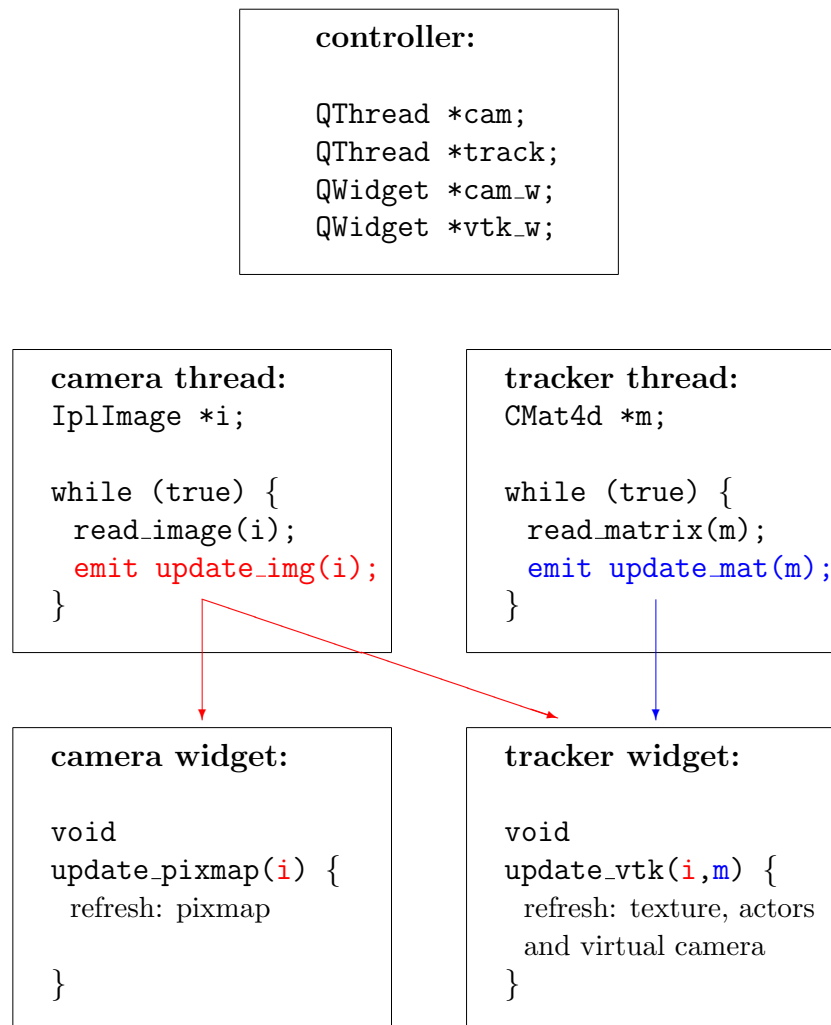 controller:
QThread *cam;
QThread *track;
QWidget *cam_w;
QWidget *vtk_w;
camera thread:
IplImage *i;
while (true) {
read_image(i);
emit update_img(i);
}
tracker thread:
CMat4d *m;
while (true) {
read_matrix(m);
emit update_mat(m);
}
camera widget:
void
update_pixmap(i) {
refresh: pixmap
}
tracker widget:
void
update_vtk(i,m) {
refresh: texture, actors
and virtual camera
}